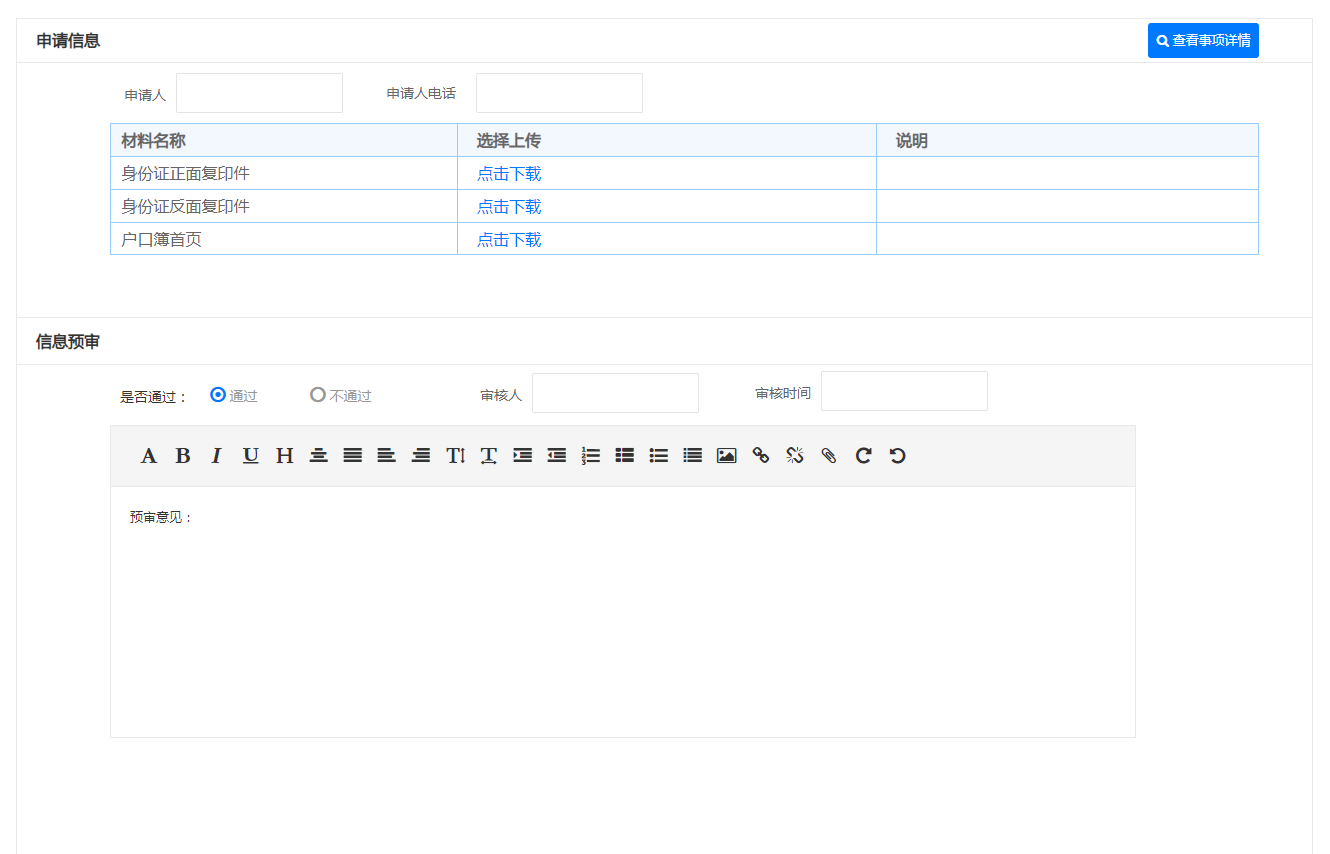 申请信息
查看事项详情
申请人
申请人电话
材料名称 选择上传 说明
身份证正面复印件 点击下载
身份证反面复印件 点击下载
户口簿首页 点击下载
信息预审
是否通过： 通过 不通过 审核人 审核时间
A B I U H
预审意见：